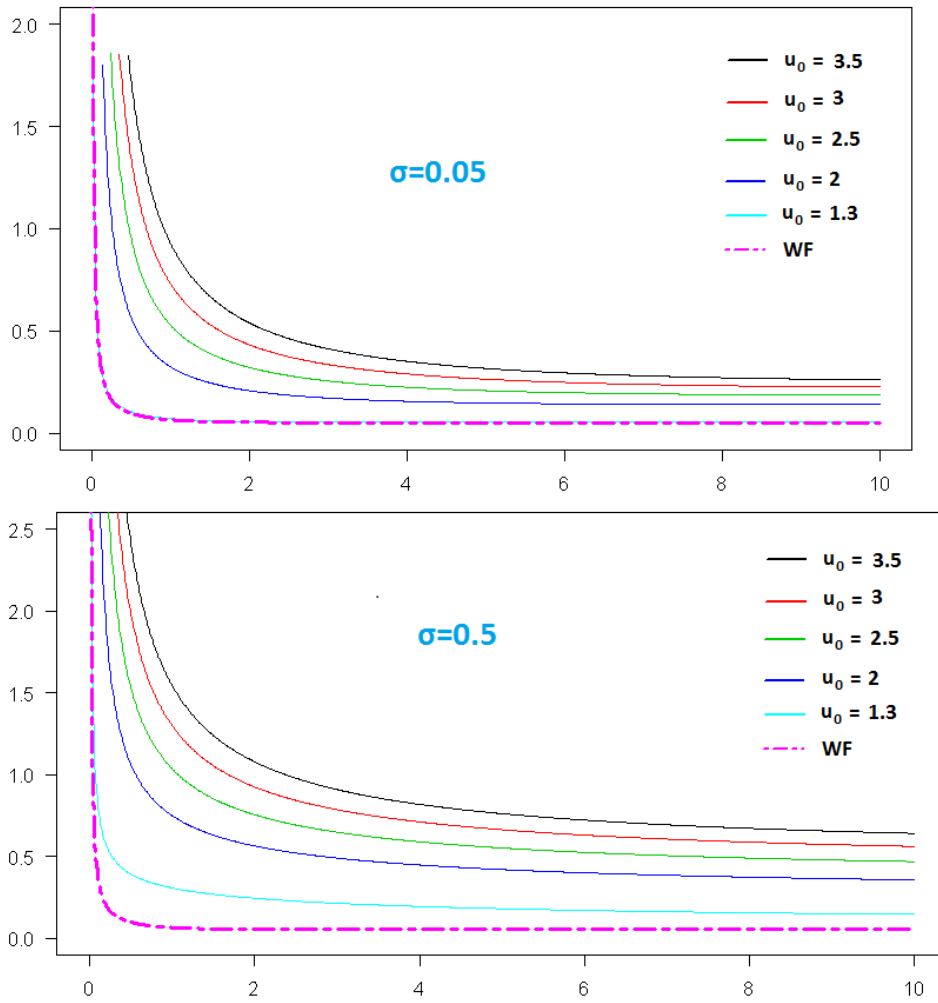 2.0
1.5
1.0
0.5
0.0
σ=0.05
u₀ = 3.5
u₀ = 3
u₀ = 2.5
u₀ = 2
u₀ = 1.3
WF
0 2 4 6 8 10
2.5
2.0
1.5
1.0
0.5
0.0
σ=0.5
u₀ = 3.5
u₀ = 3
u₀ = 2.5
u₀ = 2
u₀ = 1.3
WF
0 2 4 6 8 10